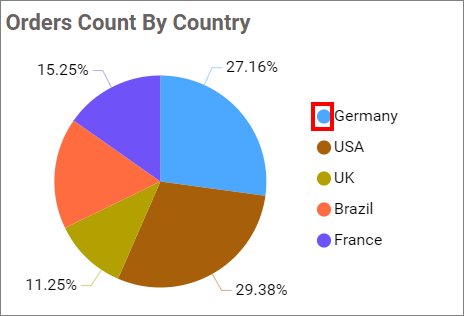 Orders Count By Country
15.25%
27.16%
11.25%
29.38%
Germany
USA
UK
Brazil
France